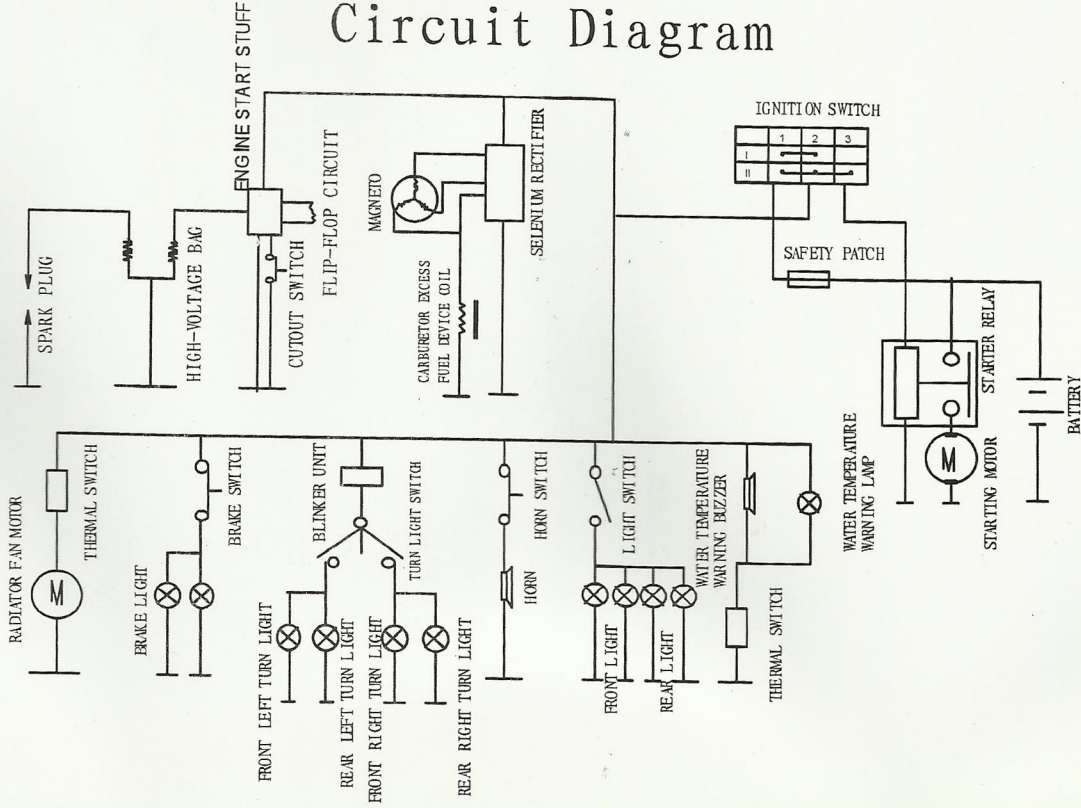 Circuit Diagram
ENGINE START STUFF
SPARK PLUG
HIGH-VOLTAGE BAG
CUTOUT SWITCH
FLIP-FLOP CIRCUIT
MAGNETO
CARBURETOR EXCESS
FUEL DEVICE COIL
SELENIUM RECTIFIER
IGNITION SWITCH
1 2 3
I
II
SAFETY PATCH
STARTER RELAY
BATTERY
STARTING MOTOR
M
WATER TEMPERATURE
WARNING LAMP
RADIATOR FAN MOTOR
M
THERMAL SWITCH
BRAKE LIGHT
BRAKE SWITCH
BLINKER UNIT
TURN LIGHT SWITCH
FRONT LEFT TURN LIGHT
REAR LEFT TURN LIGHT
FRONT RIGHT TURN LIGHT
REAR RIGHT TURN LIGHT
HORN SWITCH
HORN
LIGHT SWITCH
FRONT LIGHT
REAR LIGHT
WATER TEMPERATURE
WARNING BUZZER
THERMAL SWITCH